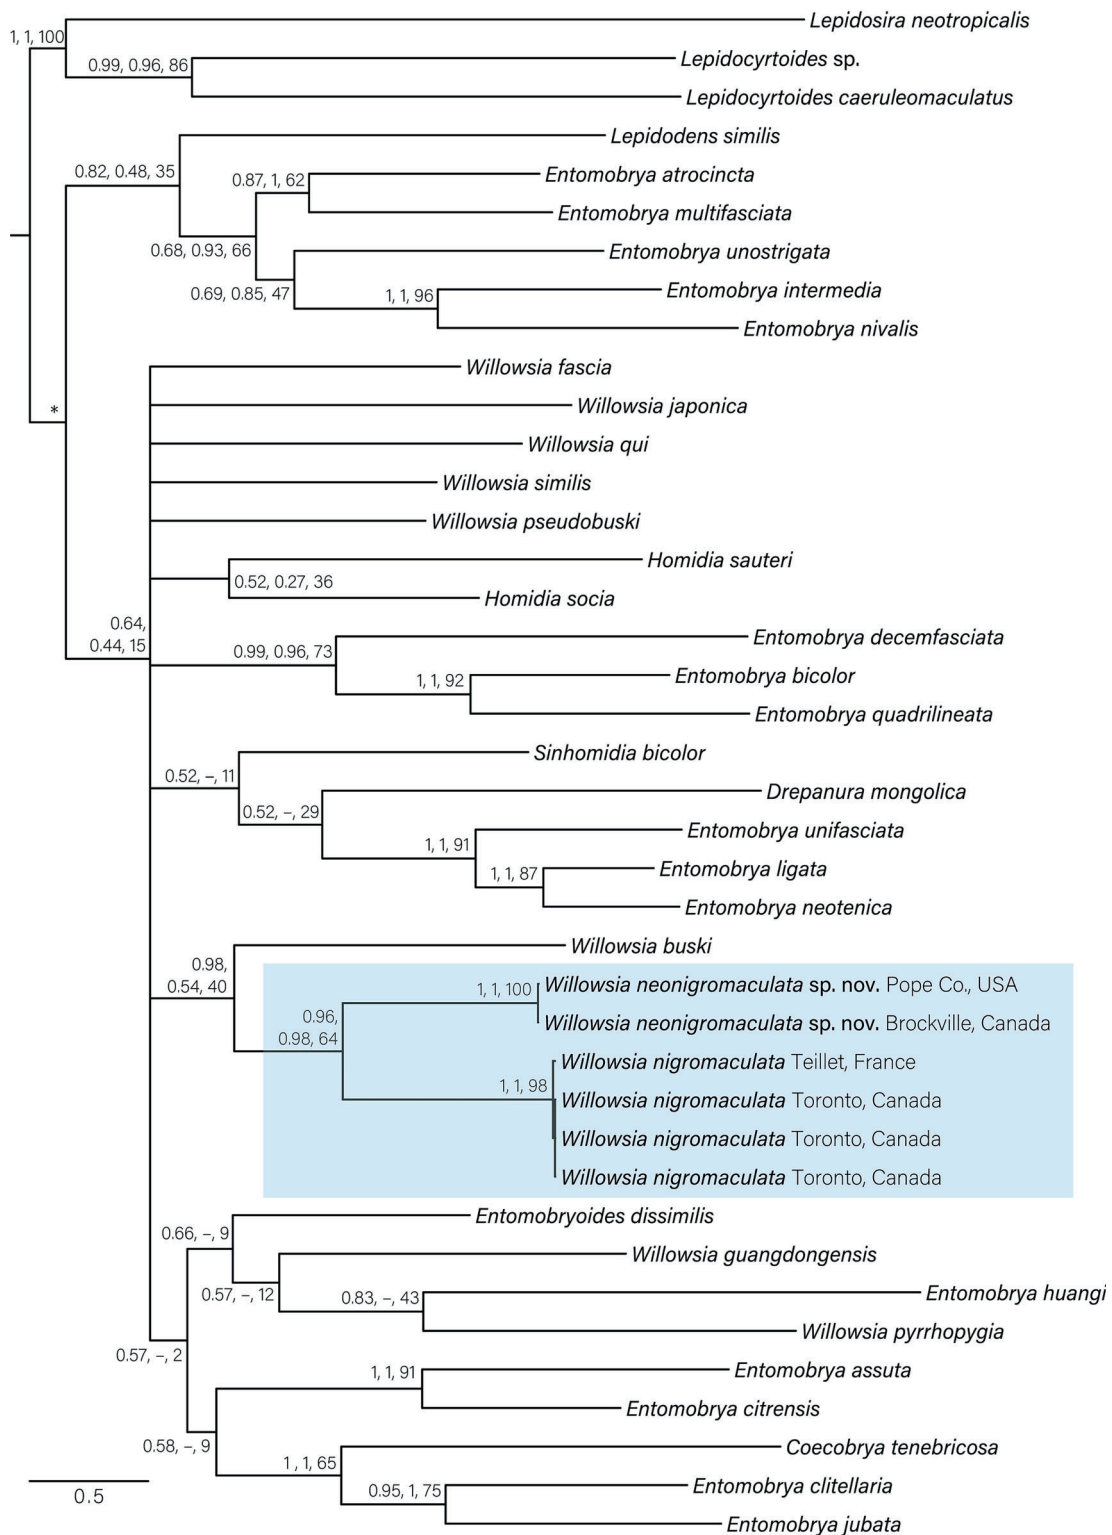 Lepidosira neotropicalis
1, 1, 100
0.99, 0.96, 86
Lepidocyrtoides sp.
Lepidocyrtoides caeruleomaculatus
Lepidodens similis
0.82, 0.48, 35
0.87, 1, 62
Entomobrya atrocincta
Entomobrya multifasciata
0.68, 0.93, 66
Entomobrya unostrigata
0.69, 0.85, 47
1, 1, 96
Entomobrya intermedia
Entomobrya nivalis
Willowsia fascia
*
Willowsia japonica
Willowsia qui
Willowsia similis
Willowsia pseudobuski
Homidia sauteri
0.52, 0.27, 36
Homidia socia
0.64,
0.44, 15
0.99, 0.96, 73
Entomobrya decemfasciata
1, 1, 92
Entomobrya bicolor
Entomobrya quadrilineata
Sinhomidia bicolor
0.52, –, 11
Drepanura mongolica
0.52, –, 29
Entomobrya unifasciata
1, 1, 91
Entomobrya ligata
1, 1, 87
Entomobrya neotenica
Willowsia buski
0.98,
0.54, 40
Willowsia neonigromaculata sp. nov. Pope Co., USA
1, 1, 100
Willowsia neonigromaculata sp. nov. Brockville, Canada
0.96,
0.98, 64
Willowsia nigromaculata Teillet, France
1, 1, 98
Willowsia nigromaculata Toronto, Canada
Willowsia nigromaculata Toronto, Canada
Willowsia nigromaculata Toronto, Canada
Entomobryoides dissimilis
0.66, –, 9
Willowsia guangdongensis
0.57, –, 12
0.83, –, 43
Entomobrya huangi
Willowsia pyrrhopygia
0.57, –, 2
1, 1, 91
Entomobrya assuta
Entomobrya citrensis
0.58, –, 9
Coecobrya tenebricosa
1, 1, 65
0.95, 1, 75
Entomobrya clitellaria
0.5
Entomobrya jubata